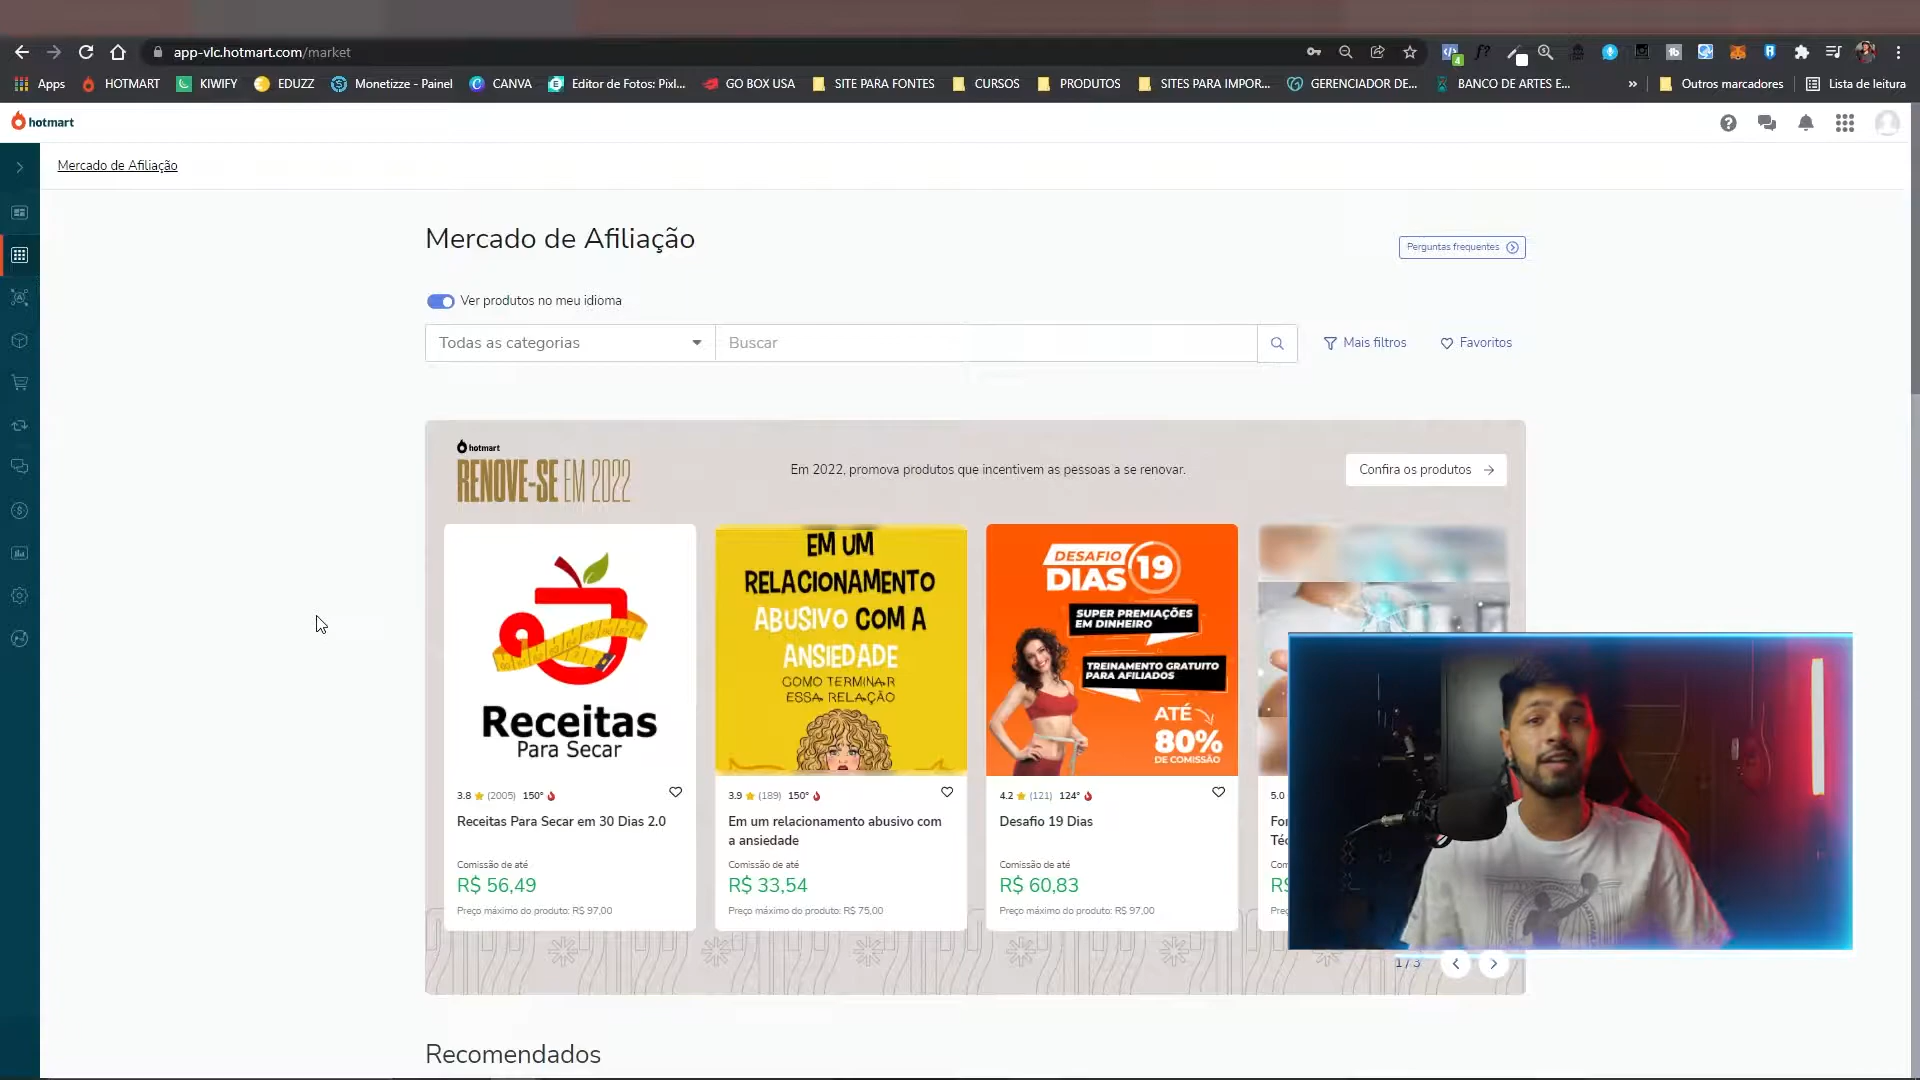 app-vlc.hotmart.com/market
Apps
HOTMART
KIWIFY
EDUZZ
Monetizze - Painel
CANVA
Editor de Fotos: Pixl...
GO BOX USA
SITE PARA FONTES
CURSOS
PRODUTOS
SITES PARA IMPOR...
GERENCIADOR DE...
BANCO DE ARTES E...
»
Outros marcadores
Lista de leitura
hotmart
Mercado de Afiliação
Mercado de Afiliação
Perguntas frequentes
Ver produtos no meu idioma
Todas as categorias
Buscar
Mais filtros
Favoritos
hotmart
RENOVE-SE EM 2022
Em 2022, promova produtos que incentivem as pessoas a se renovar.
Confira os produtos
Receitas
Para Secar
3.8 (2005) 150°
Receitas Para Secar em 30 Dias 2.0
Comissão de até
R$ 56,49
Preço máximo do produto: R$ 97,00
EM UM
RELACIONAMENTO
ABUSIVO COM A
ANSIEDADE
COMO TERMINAR
ESSA RELAÇÃO
3.9 (189) 150°
Em um relacionamento abusivo com
a ansiedade
Comissão de até
R$ 33,54
Preço máximo do produto: R$ 75,00
DESAFIO
DIAS 19
SUPER PREMIAÇÕES
EM DINHEIRO
TREINAMENTO GRATUITO
PARA AFILIADOS
ATÉ
80%
DE COMISSÃO
4.2 (121) 124°
Desafio 19 Dias
Comissão de até
R$ 60,83
Preço máximo do produto: R$ 97,00
5.0
1 / 3
Recomendados